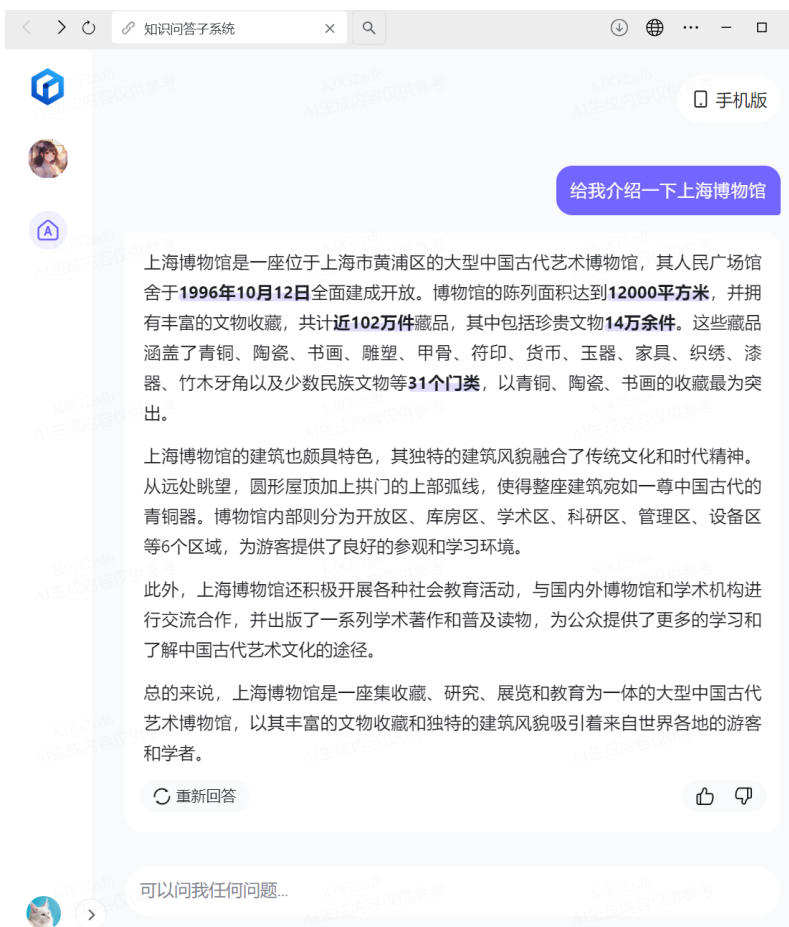 知识问答子系统
手机版
给我介绍一下上海博物馆
上海博物馆是一座位于上海市黄浦区的大型中国古代艺术博物馆，其人民广场馆
舍于1996年10月12日全面建成开放。博物馆的陈列面积达到12000平方米，并拥
有丰富的文物收藏，共计近102万件藏品，其中包括珍贵文物14万余件。这些藏品
涵盖了青铜、陶瓷、书画、雕塑、甲骨、符印、货币、玉器、家具、织绣、漆
器、竹木牙角以及少数民族文物等31个门类，以青铜、陶瓷、书画的收藏最为突
出。
上海博物馆的建筑也颇具特色，其独特的建筑风貌融合了传统文化和时代精神。
从远处眺望，圆形屋顶加上拱门的上部弧线，使得整座建筑宛如一尊中国古代的
青铜器。博物馆内部则分为开放区、库房区、学术区、科研区、管理区、设备区
等6个区域，为游客提供了良好的参观和学习环境。
此外，上海博物馆还积极开展各种社会教育活动，与国内外博物馆和学术机构进
行交流合作，并出版了一系列学术著作和普及读物，为公众提供了更多的学习和
了解中国古代艺术文化的途径。
总的来说，上海博物馆是一座集收藏、研究、展览和教育为一体的大型中国古代
艺术博物馆，以其丰富的文物收藏和独特的建筑风貌吸引着来自世界各地的游客
和学者。
重新回答
可以问我任何问题...
AI生成内容仅供参考